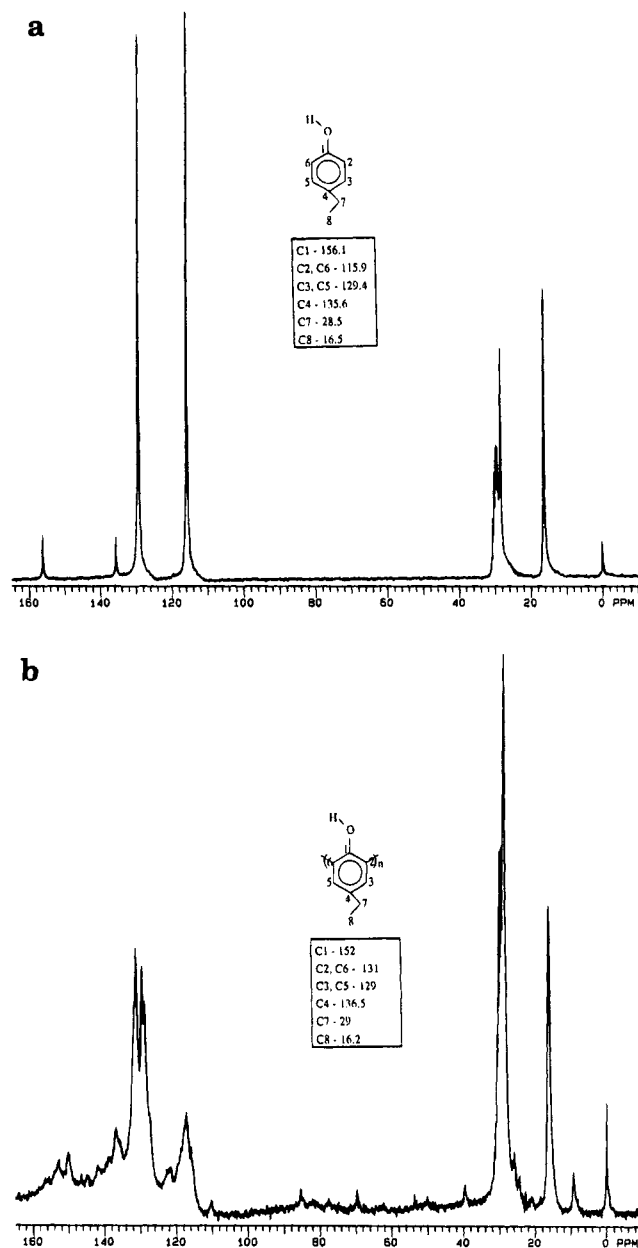 a
H
O
1
6 2
5 3
4 7
8
C1 - 156.1
C2, C6 - 115.9
C3, C5 - 129.4
C4 - 135.6
C7 - 28.5
C8 - 16.5
160 140 120 100 80 60 40 20 0 PPM
b
H
O
(6 2)n
5 3
4 7
8
C1 - 152
C2, C6 - 131
C3, C5 - 129
C4 - 136.5
C7 - 29
C8 - 16.2
160 140 120 100 80 60 40 20 0 PPM